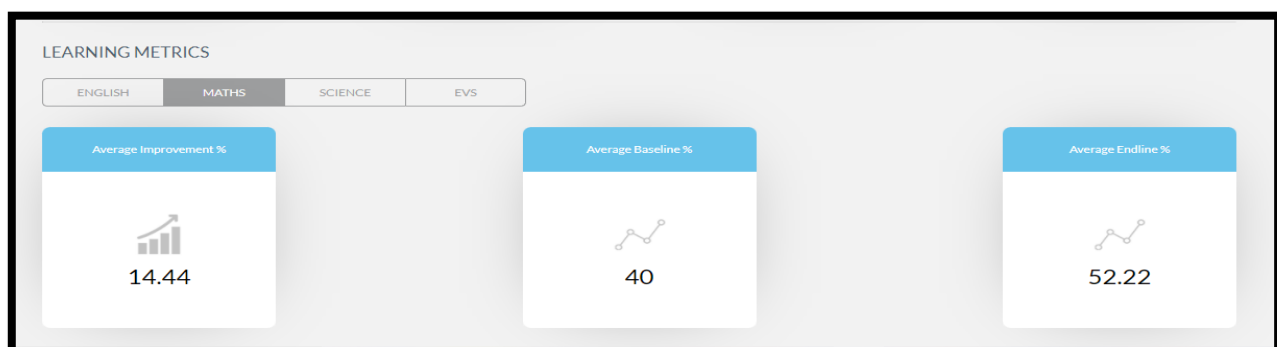 LEARNING METRICS
ENGLISH MATHS SCIENCE EVS
Average Improvement % Average Baseline % Average Endline %
14.44 40 52.22